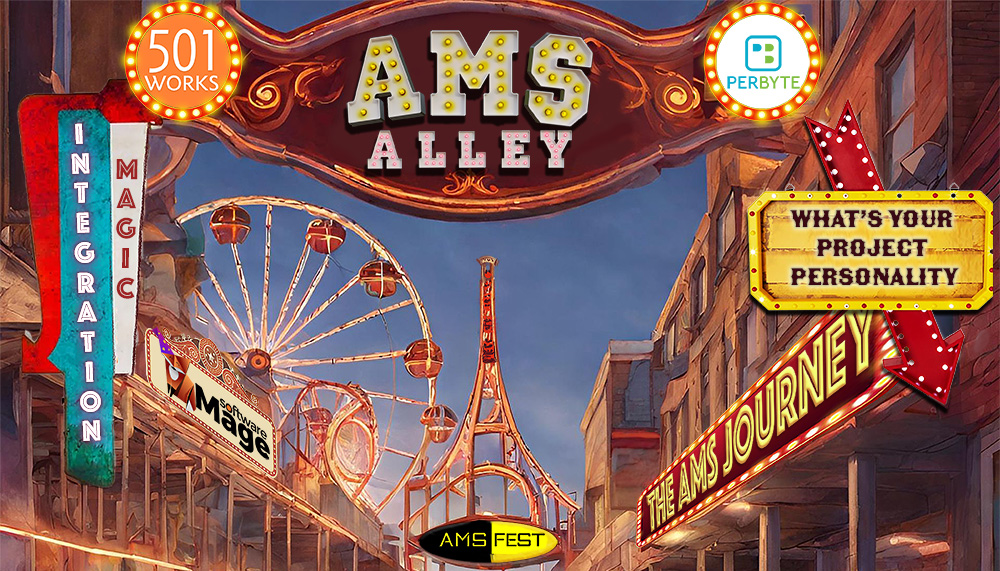 501
WORKS
AMS
ALLEY
PERBYTE
INTEGRATION
MAGIC
WHAT'S YOUR
PROJECT
PERSONALITY
software
Mage
THE AMS JOURNEY
AMS FEST